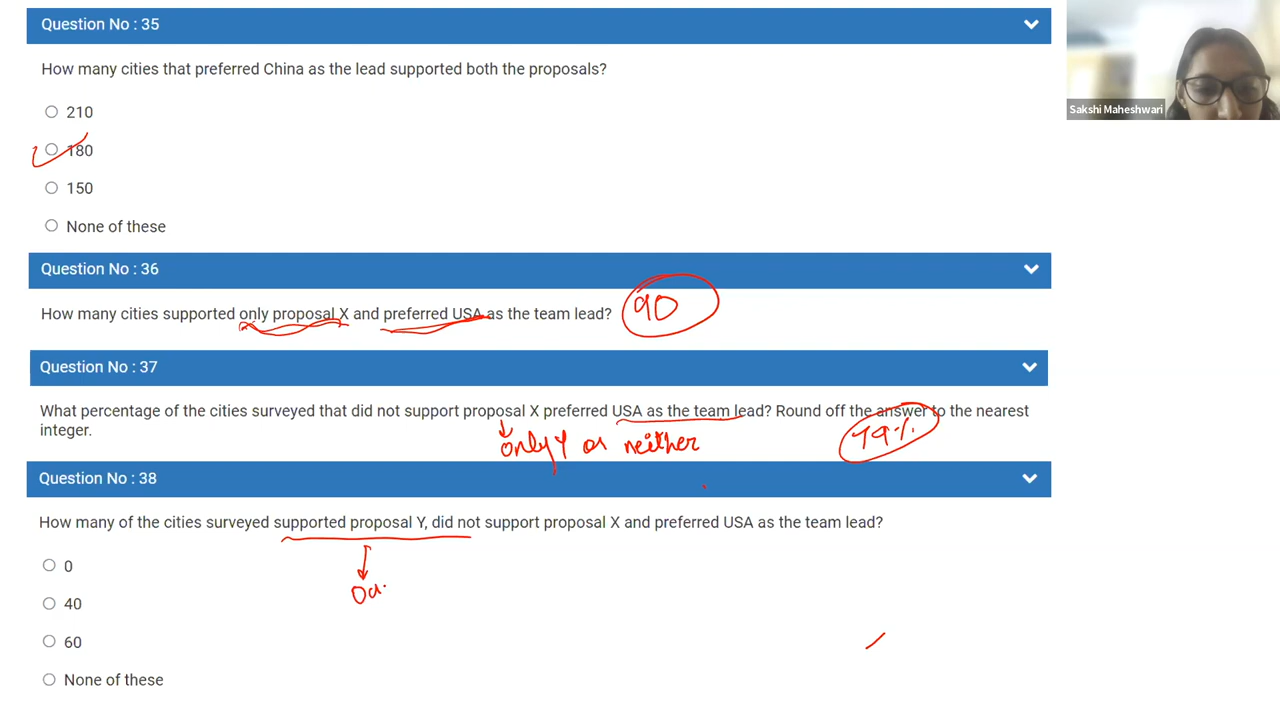 Question No : 35
How many cities that preferred China as the lead supported both the proposals?
210
180
150
None of these
Sakshi Maheshwari
Question No : 36
How many cities supported only proposal X and preferred USA as the team lead?
90
Question No : 37
What percentage of the cities surveyed that did not support proposal X preferred USA as the team lead? Round off the answer to the nearest
integer.
only Y or neither
Question No : 38
How many of the cities surveyed supported proposal Y, did not support proposal X and preferred USA as the team lead?
0
40
60
None of these